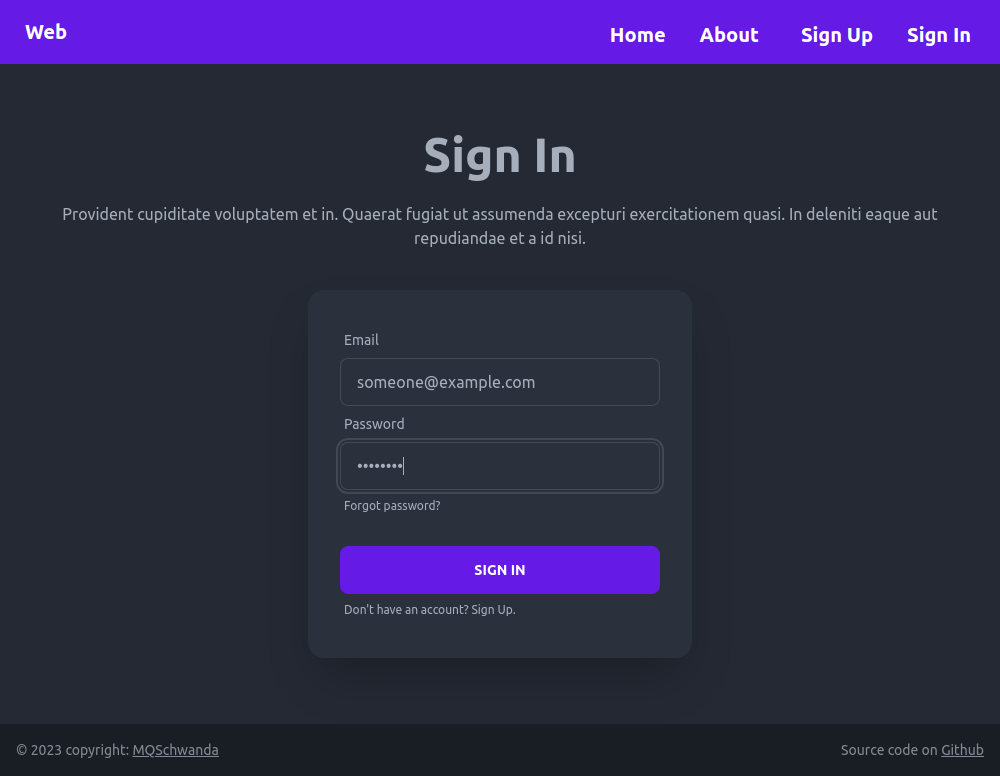 Web
Home About Sign Up Sign In
Sign In
Provident cupiditate voluptatem et in. Quaerat fugiat ut assumenda excepturi exercitationem quasi. In deleniti eaque aut
repudiandae et a id nisi.
Email
someone@example.com
Password
••••••••
Forgot password?
SIGN IN
Don't have an account? Sign Up.
© 2023 copyright: MQSchwanda
Source code on Github